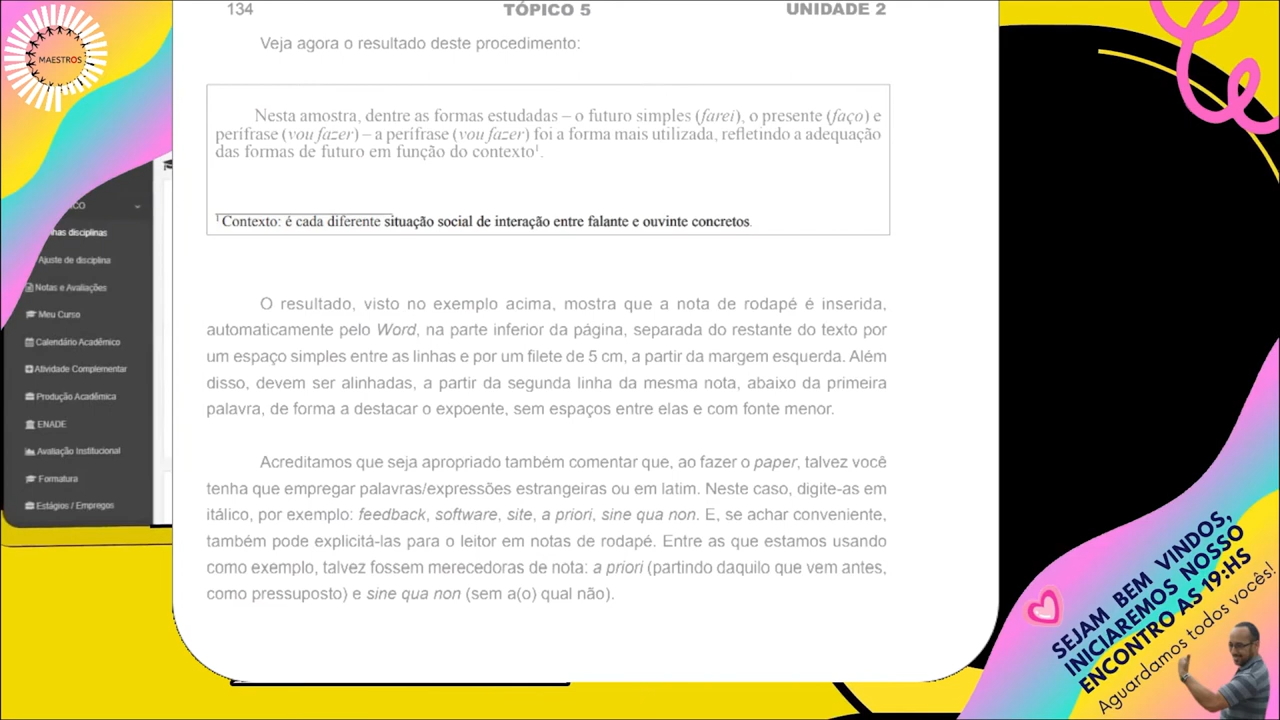 134 TÓPICO 5 UNIDADE 2
Veja agora o resultado deste procedimento:
Nesta amostra, dentre as formas estudadas – o futuro simples (farei), o presente (faço) e
perífrase (vou fazer) – a perífrase (vou fazer) foi a forma mais utilizada, refletindo a adequação
das formas de futuro em função do contexto¹.
¹ Contexto: é cada diferente situação social de interação entre falante e ouvinte concretos.
O resultado, visto no exemplo acima, mostra que a nota de rodapé é inserida,
automaticamente pelo Word, na parte inferior da página, separada do restante do texto por
um espaço simples entre as linhas e por um filete de 5 cm, a partir da margem esquerda. Além
disso, devem ser alinhadas, a partir da segunda linha da mesma nota, abaixo da primeira
palavra, de forma a destacar o expoente, sem espaços entre elas e com fonte menor.
Acreditamos que seja apropriado também comentar que, ao fazer o paper, talvez você
tenha que empregar palavras/expressões estrangeiras ou em latim. Neste caso, digite-as em
itálico, por exemplo: feedback, software, site, a priori, sine qua non. E, se achar conveniente,
também pode explicitá-las para o leitor em notas de rodapé. Entre as que estamos usando
como exemplo, talvez fossem merecedoras de nota: a priori (partindo daquilo que vem antes,
como pressuposto) e sine qua non (sem a(o) qual não).
MAESTROS
disciplinas
Ajuste de disciplina
Notas e Avaliações
Meu Curso
Calendário Acadêmico
Atividade Complementar
Produção Acadêmica
ENADE
Avaliação Institucional
Formatura
Estágios / Empregos
SEJAM BEM VINDOS,
INICIAREMOS NOSSO
ENCONTRO AS 19:HS
Aguardamos todos vocês!